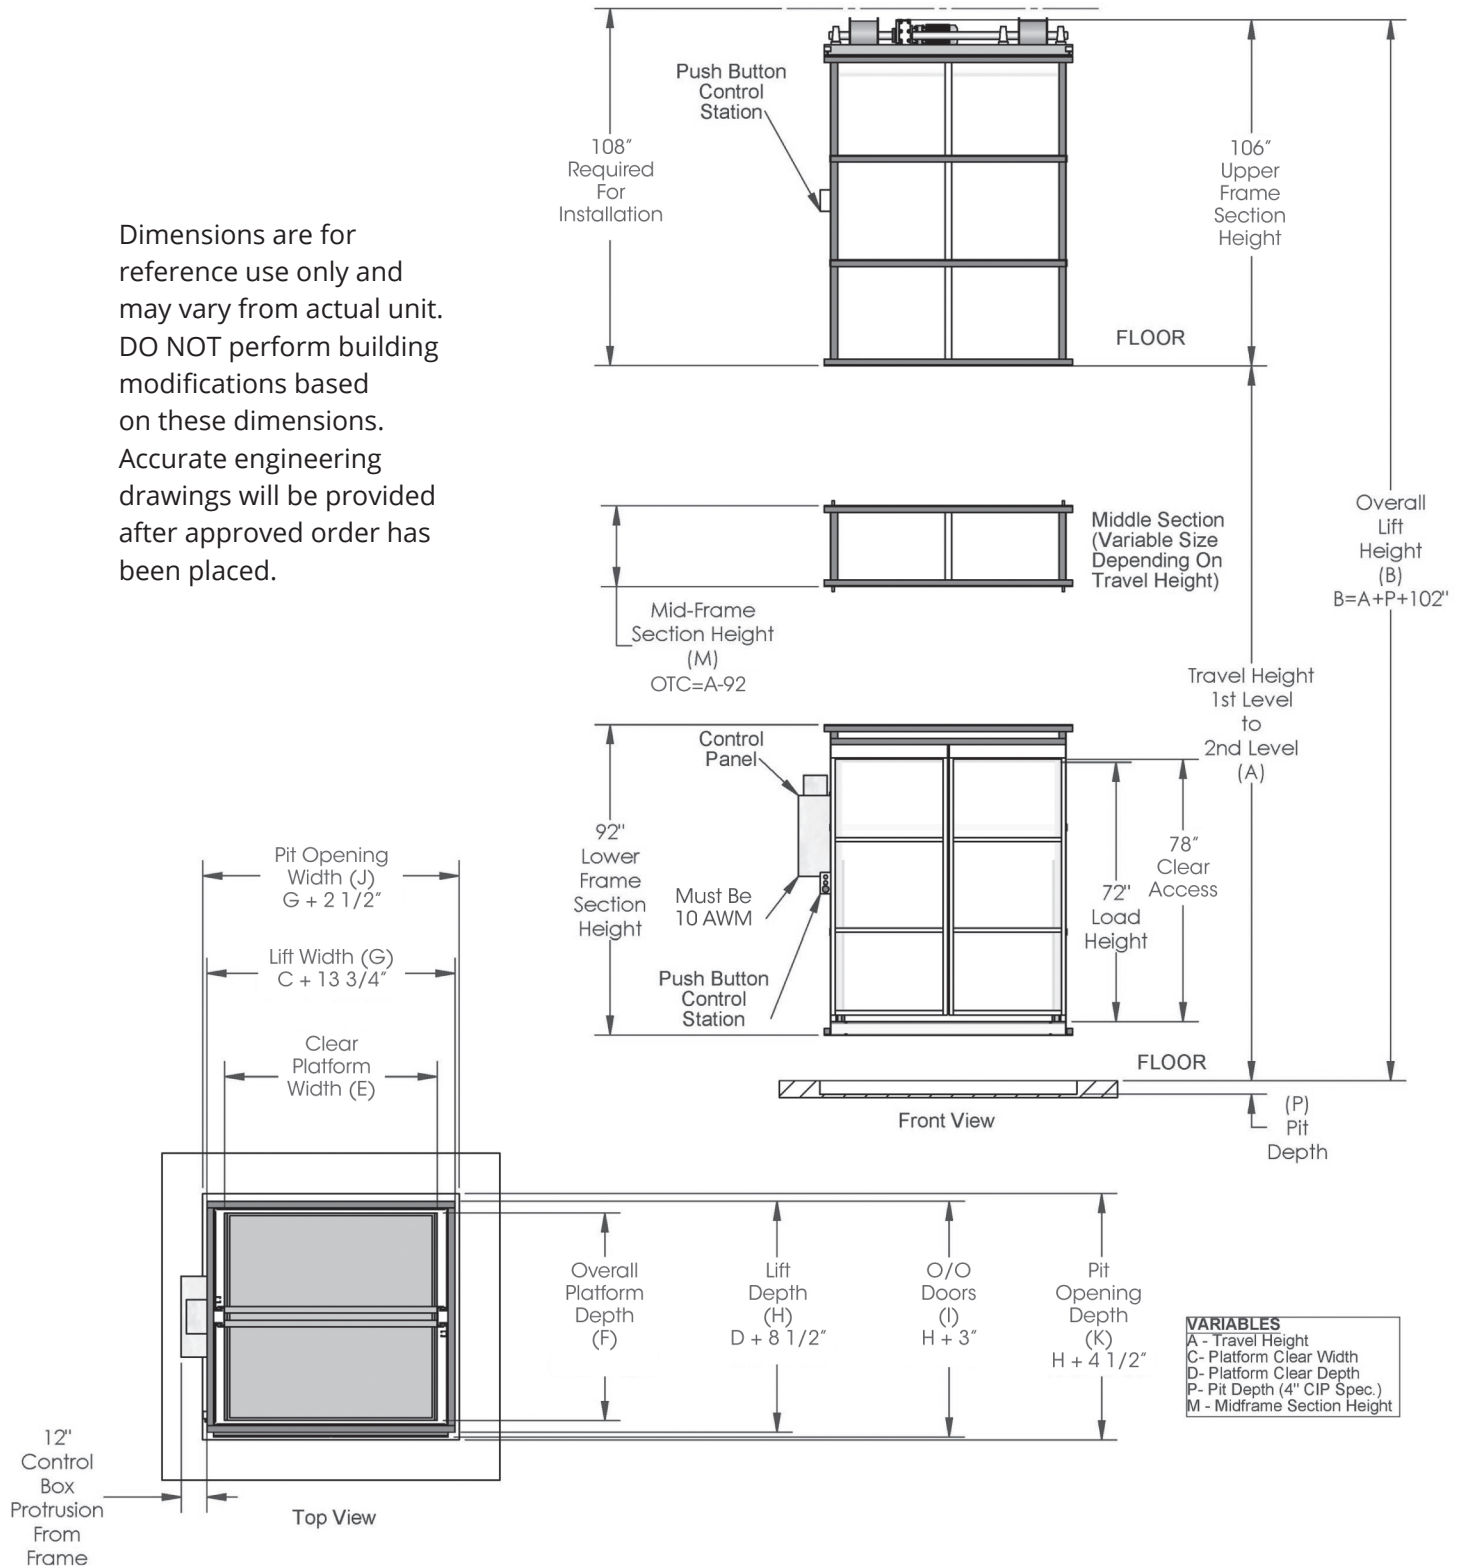 Dimensions are for
reference use only and
may vary from actual unit.
DO NOT perform building
modifications based
on these dimensions.
Accurate engineering
drawings will be provided
after approved order has
been placed.
Push Button
Control
Station
108"
Required
For
Installation
106"
Upper
Frame
Section
Height
FLOOR
Middle Section
(Variable Size
Depending On
Travel Height)
Overall
Lift
Height
(B)
B=A+P+102"
Mid-Frame
Section Height
(M)
OTC=A-92
Travel Height
1st Level
to
2nd Level
(A)
Control
Panel
92"
Lower
Frame
Section
Height
Must Be
10 AWM
Push Button
Control
Station
72"
Load
Height
78"
Clear
Access
FLOOR
Front View
(P)
Pit
Depth
Pit Opening
Width (J)
G + 2 1/2"
Lift Width (G)
C + 13 3/4"
Clear
Platform
Width (E)
Overall
Platform
Depth
(F)
Lift
Depth
(H)
D + 8 1/2"
O/O
Doors
(I)
H + 3"
Pit
Opening
Depth
(K)
H + 4 1/2"
VARIABLES
A - Travel Height
C- Platform Clear Width
D- Platform Clear Depth
P- Pit Depth (4" CIP Spec.)
M - Midframe Section Height
12"
Control
Box
Protrusion
From
Frame
Top View